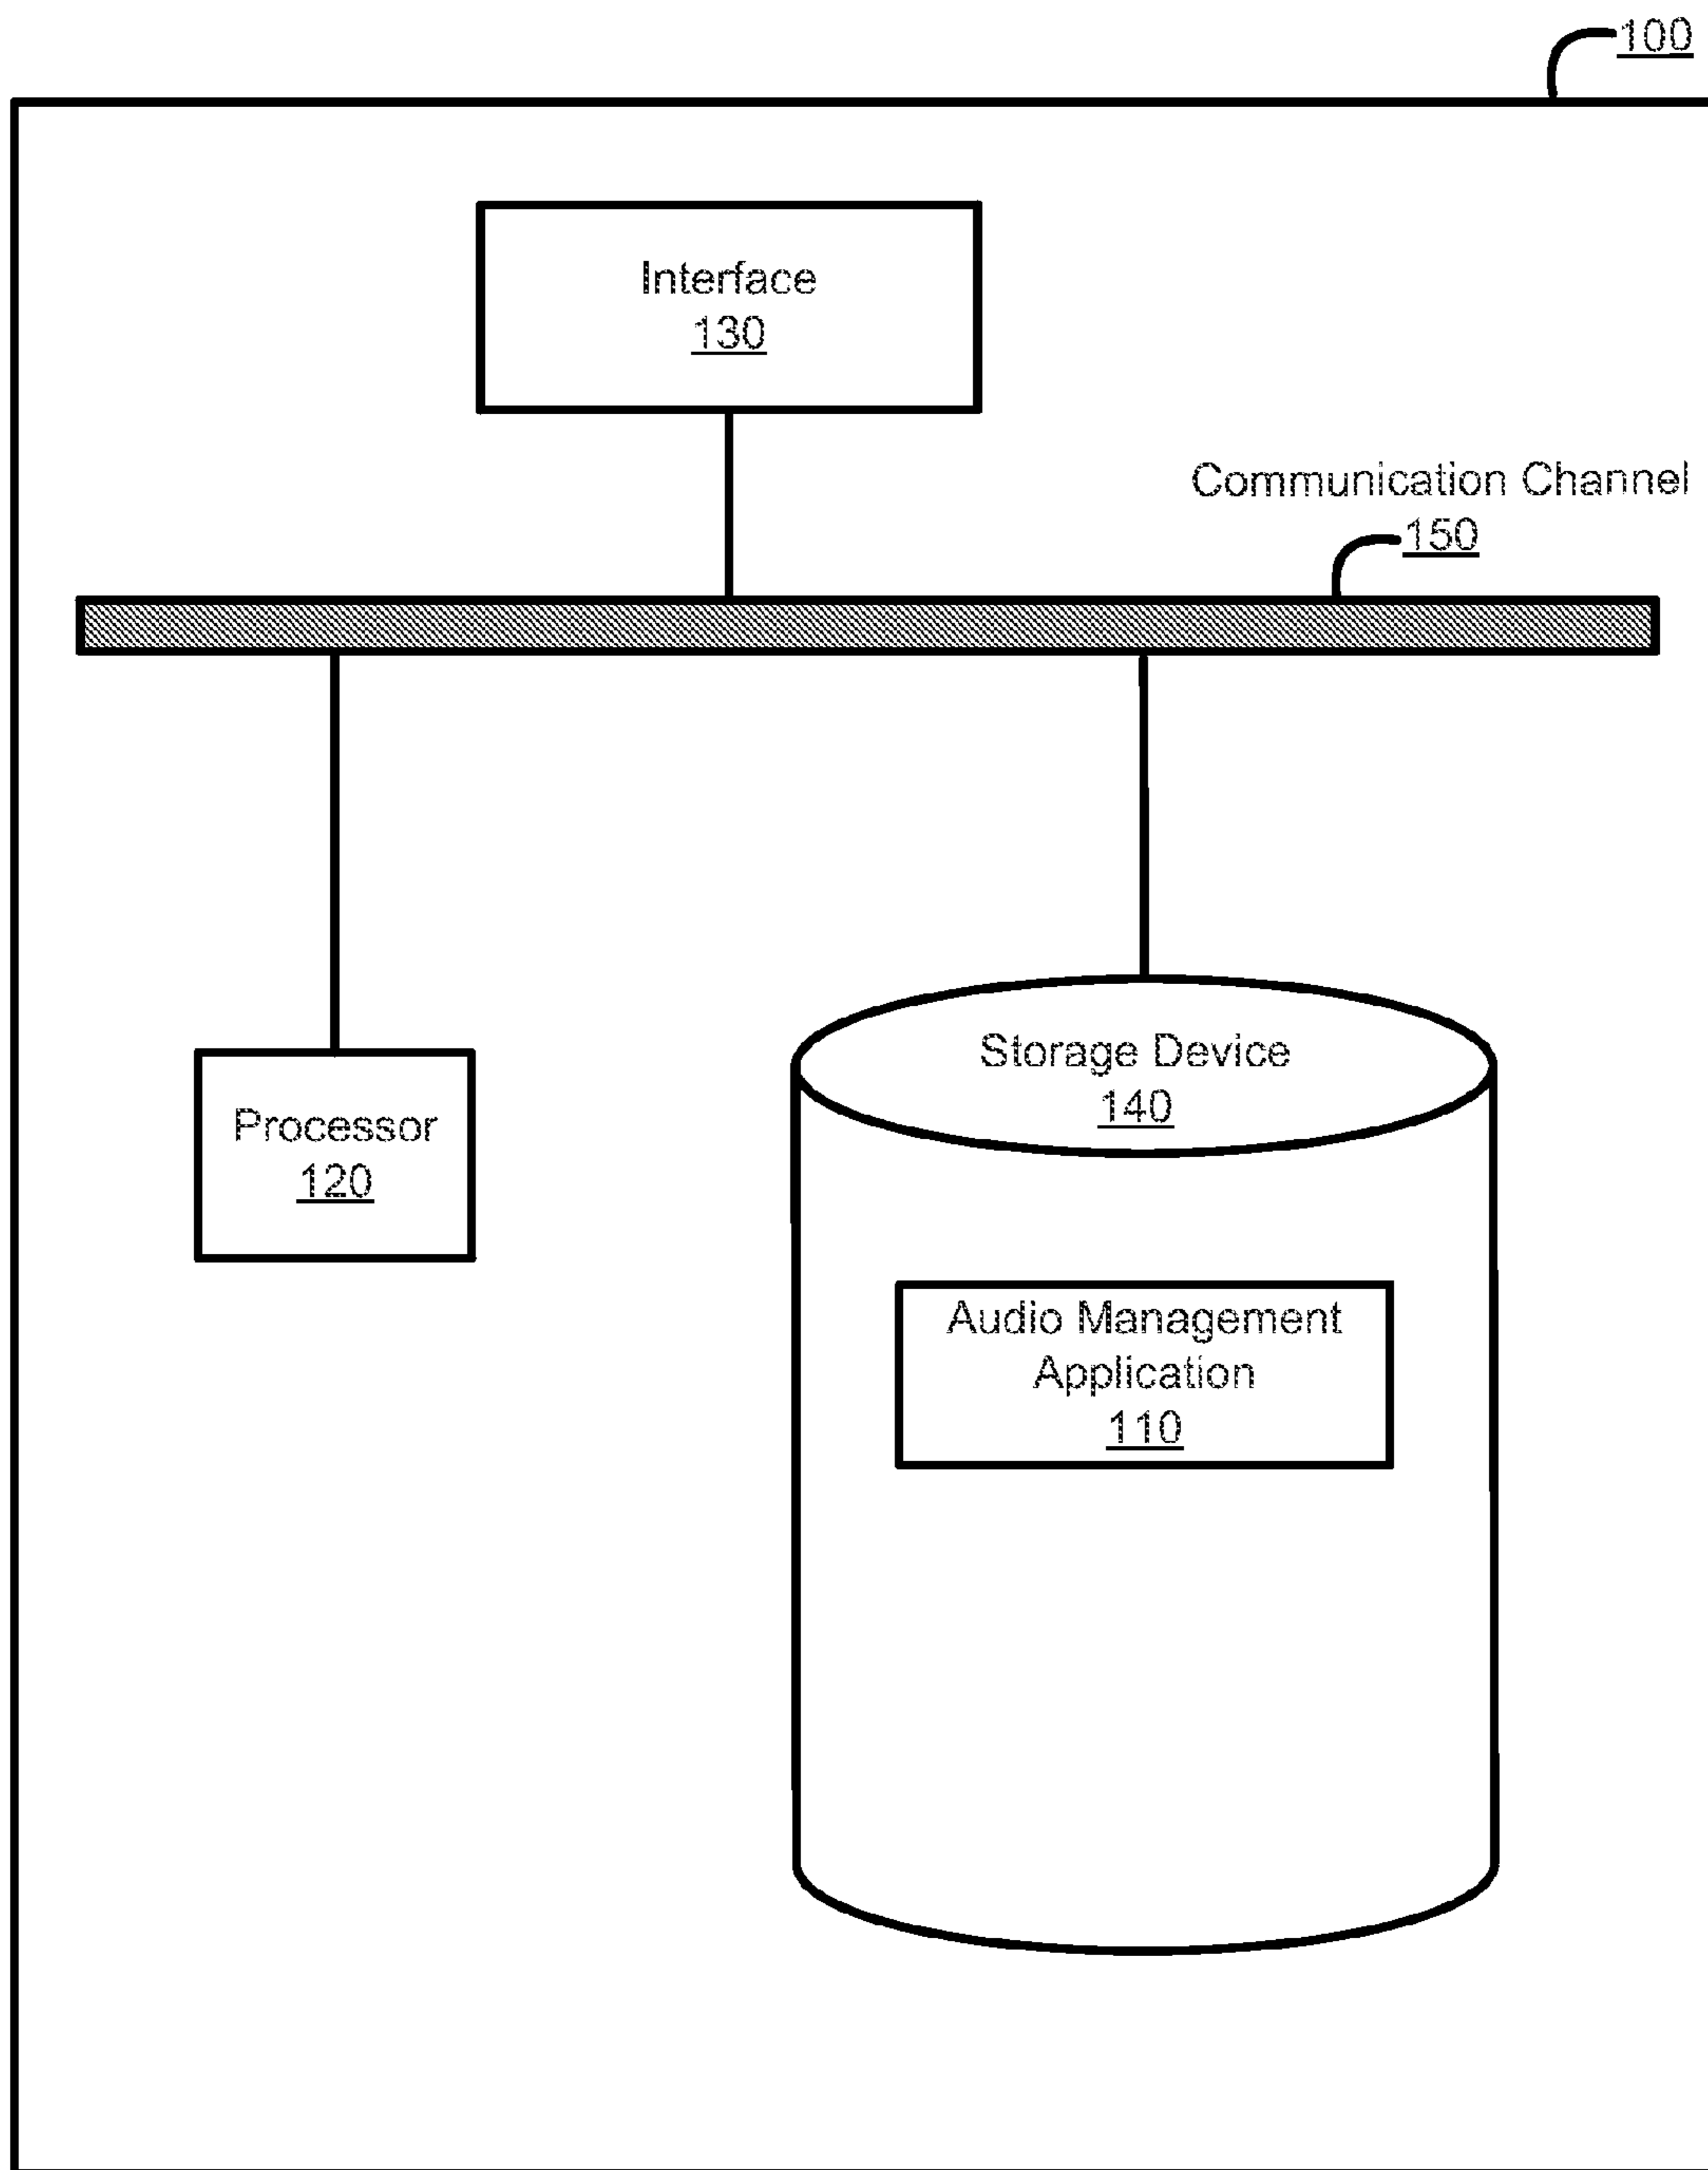 100
Interface
130
Communication Channel
150
Storage Device
140
Processor
120
Audio Management
Application
110